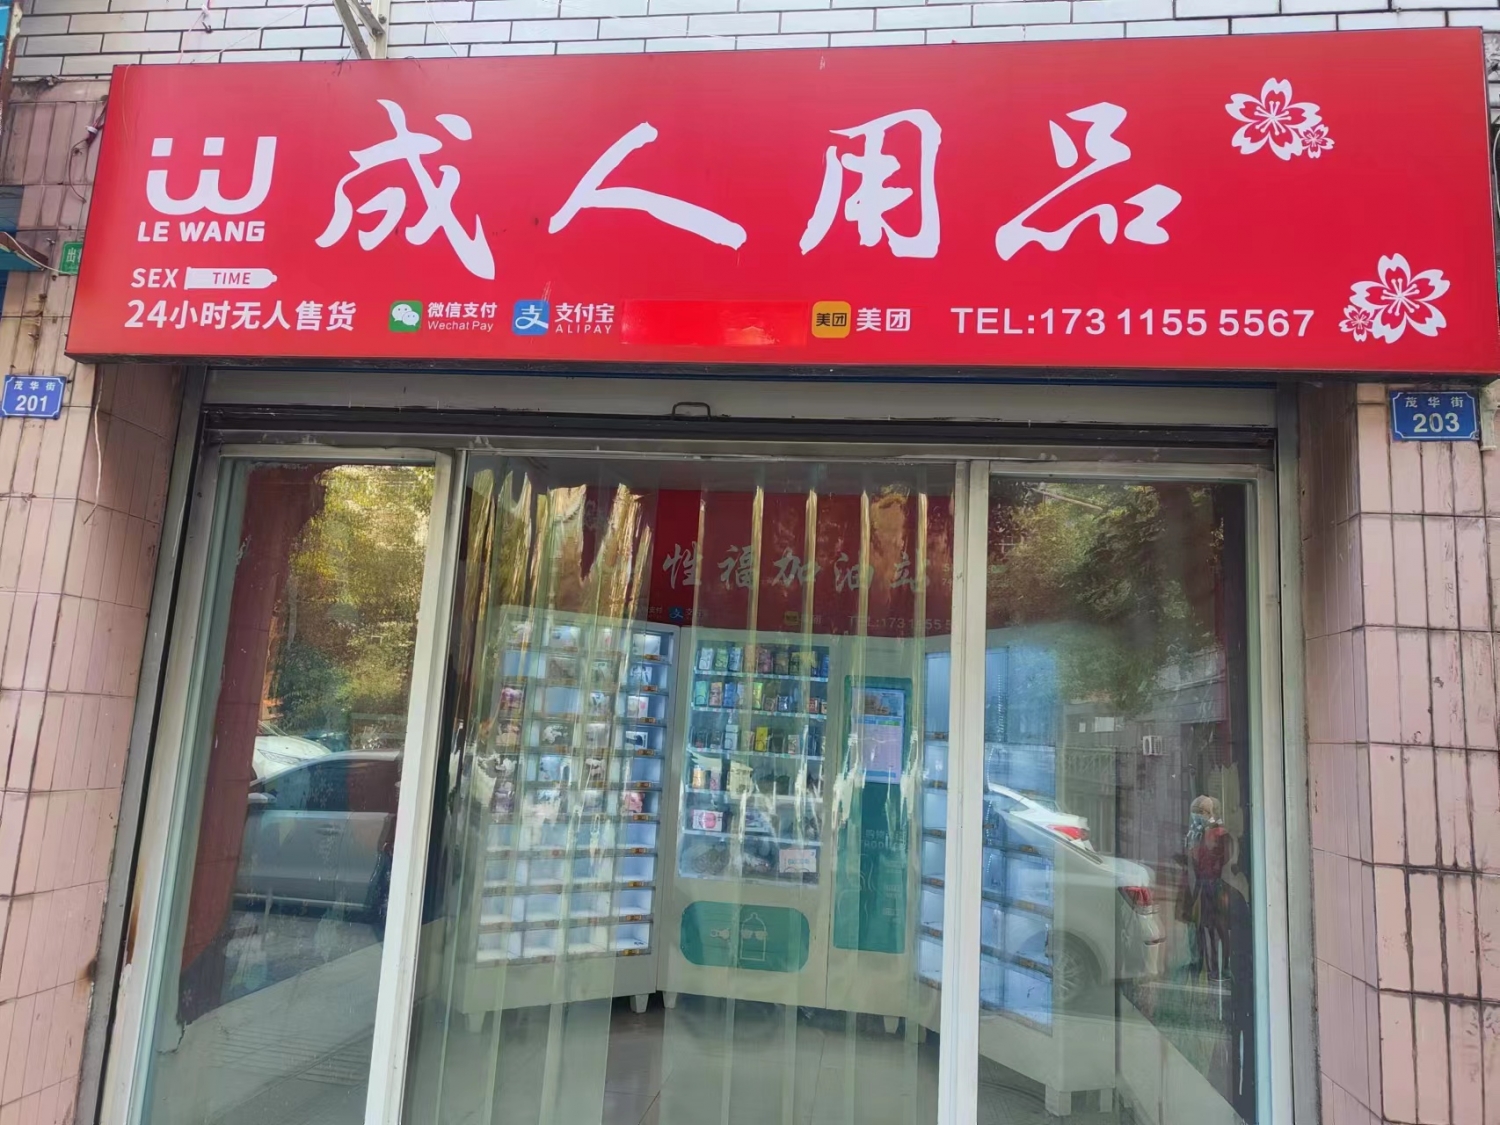 LE WANG
成人用品
SEX TIME
24小时无人售货
微信支付
WechatPay
支付宝
ALIPAY
美团 美团
TEL:173 1155 5567
茂华街
201
茂华街
203
性福加油站